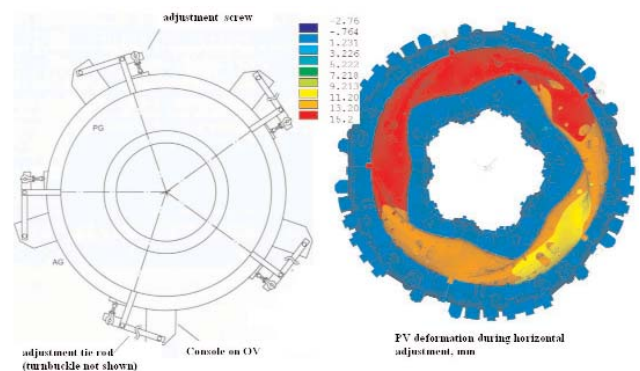 adjustment screw
PG
AG
adjustment tie rod
(turnbuckle not shown)
Console on OV
-2.76
-.764
1.231
3.226
5.222
7.218
9.213
11.20
13.20
15.2
PV deformation during horizontal
adjustment, mm